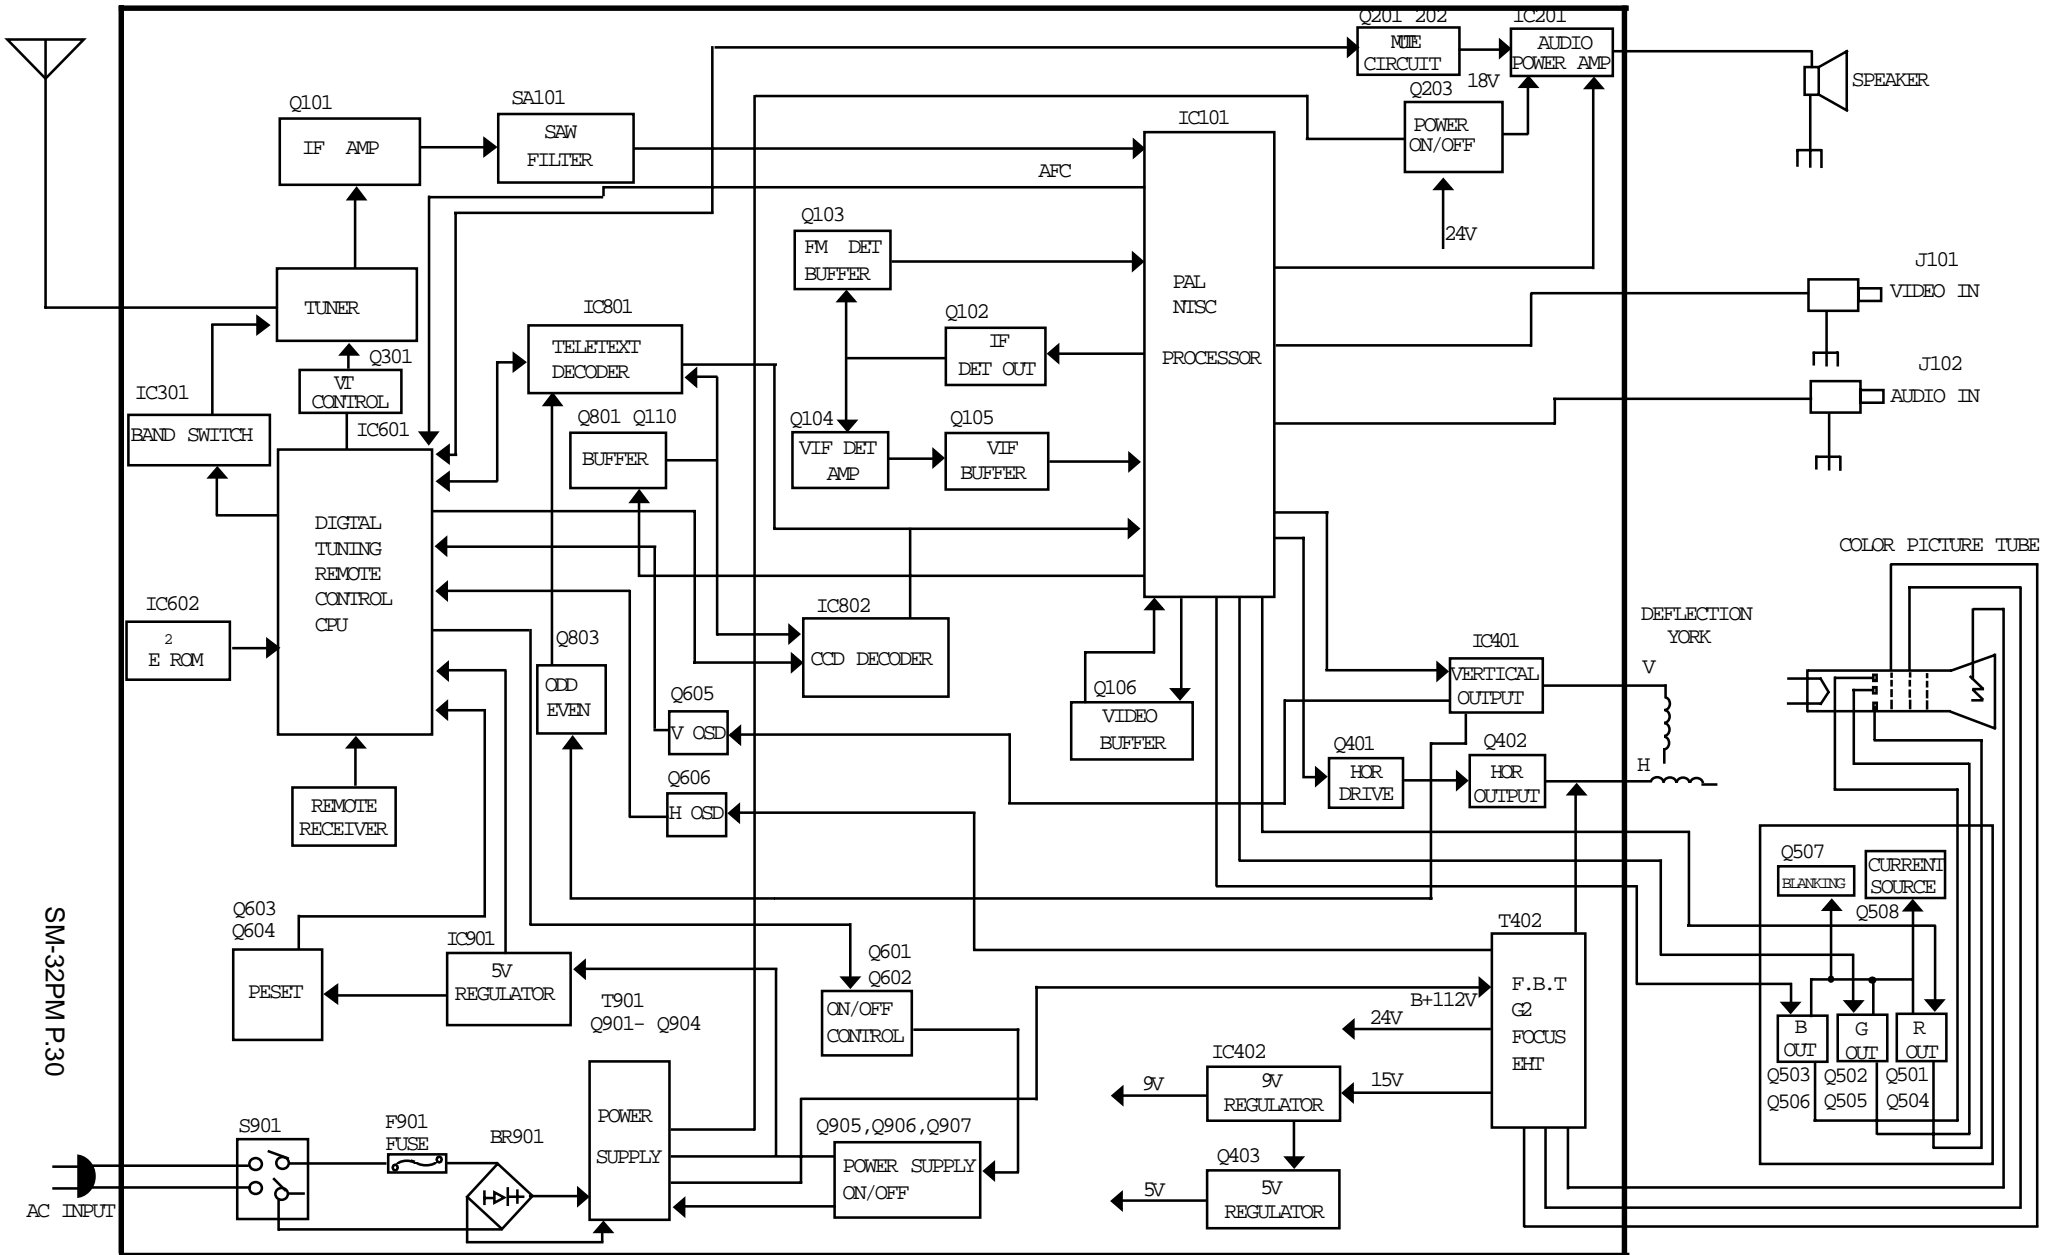 Q201 202
IC201
MUTE
CIRCUIT
AUDIO
POWER AMP
SPEAKER
18V
Q203
POWER
ON/OFF
24V
Q101
IF AMP
SA101
SAW
FILTER
IC101
AFC
PAL
NTSC
PROCESSOR
Q103
FM DET
BUFFER
J101
VIDEO IN
TUNER
IC801
TELETEXT
DECODER
Q102
IF
DET OUT
J102
AUDIO IN
Q301
VT
CONTROL
IC301
BAND SWITCH
IC601
Q801 Q110
BUFFER
Q104
VIF DET
AMP
Q105
VIF
BUFFER
DIGTAL
TUNING
REMOTE
CONTROL
CPU
COLOR PICTURE TUBE
IC602
2
E ROM
Q803
ODD
EVEN
IC802
CCD DECODER
DEFLECTION
YORK
V
H
IC401
VERTICAL
OUTPUT
Q605
V OSD
Q106
VIDEO
BUFFER
Q606
H OSD
Q401
HOR
DRIVE
Q402
HOR
OUTPUT
REMOTE
RECEIVER
Q507
BLANKING
CURRENT
SOURCE
Q508
Q603
Q604
PESET
IC901
5V
REGULATOR
Q601
Q602
ON/OFF
CONTROL
T402
F.B.T
G2
FOCUS
EHT
B+112V
24V
15V
B
OUT
G
OUT
R
OUT
Q503
Q506
Q502
Q505
Q501
Q504
T901
Q901- Q904
POWER
SUPPLY
IC402
9V
REGULATOR
9V
Q905,Q906,Q907
POWER SUPPLY
ON/OFF
Q403
5V
REGULATOR
5V
S901
F901
FUSE
BR901
AC INPUT
SM-32PM P.30